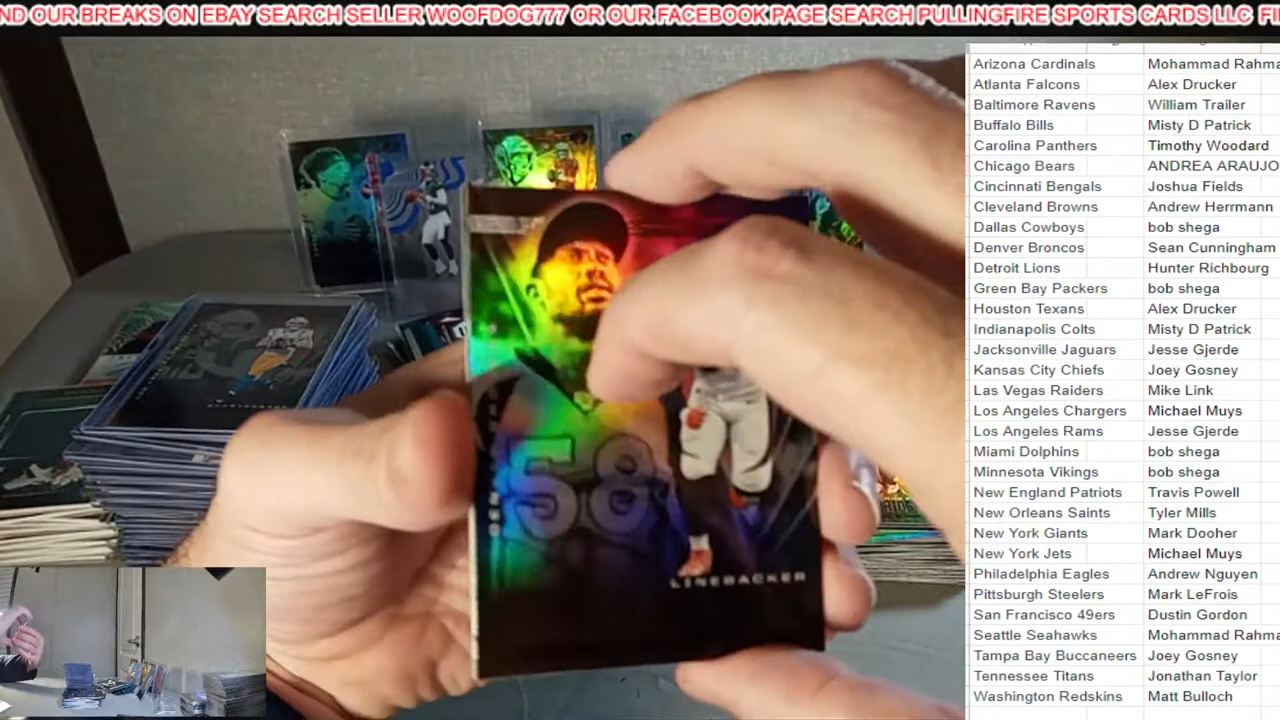 ND OUR BREAKS ON EBAY SEARCH SELLER WOOFDOG777 OR OUR FACEBOOK PAGE SEARCH PULLINGFIRE SPORTS CARDS LLC FI
Arizona Cardinals Mohammad Rahma
Atlanta Falcons Alex Drucker
Baltimore Ravens William Trailer
Buffalo Bills Misty D Patrick
Carolina Panthers Timothy Woodard
Chicago Bears ANDREA ARAUJO
Cincinnati Bengals Joshua Fields
Cleveland Browns Andrew Herrmann
Dallas Cowboys bob shega
Denver Broncos Sean Cunningham
Detroit Lions Hunter Richbourg
Green Bay Packers bob shega
Houston Texans Alex Drucker
Indianapolis Colts Misty D Patrick
Jacksonville Jaguars Jesse Gjerde
Kansas City Chiefs Joey Gosney
Las Vegas Raiders Mike Link
Los Angeles Chargers Michael Muys
Los Angeles Rams Jesse Gjerde
Miami Dolphins bob shega
Minnesota Vikings bob shega
New England Patriots Travis Powell
New Orleans Saints Tyler Mills
New York Giants Mark Dooher
New York Jets Michael Muys
Philadelphia Eagles Andrew Nguyen
Pittsburgh Steelers Mark LeFrois
San Francisco 49ers Dustin Gordon
Seattle Seahawks Mohammad Rahma
Tampa Bay Buccaneers Joey Gosney
Tennessee Titans Jonathan Taylor
Washington Redskins Matt Bulloch
58
LINEBACKER